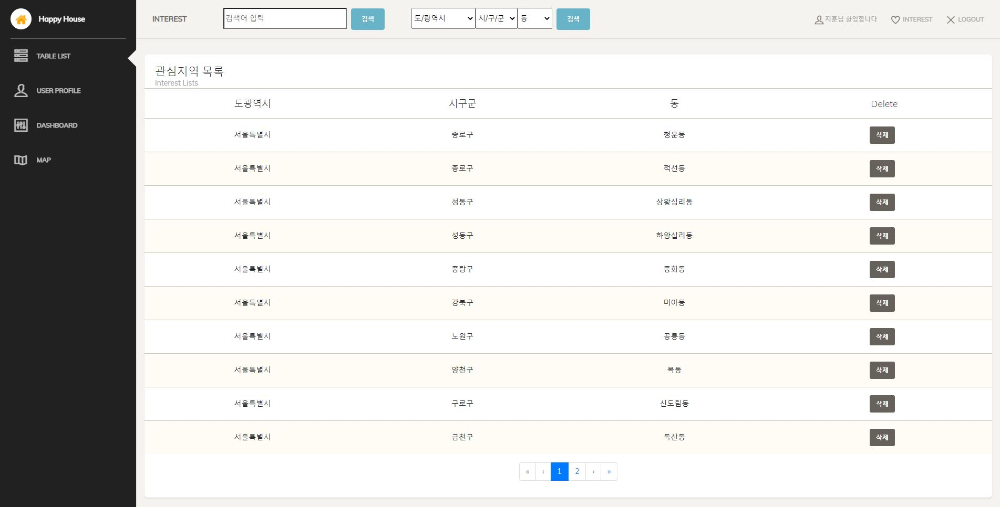 Happy House
TABLE LIST
USER PROFILE
DASHBOARD
MAP
INTEREST 검색어 입력 검색 도/광역시 시/구/군 동 검색 지훈님 환영합니다 INTEREST LOGOUT
관심지역 목록
Interest Lists
도광역시 시구군 동 Delete
서울특별시 종로구 청운동 삭제
서울특별시 종로구 적선동 삭제
서울특별시 성동구 상왕십리동 삭제
서울특별시 성동구 하왕십리동 삭제
서울특별시 중랑구 중화동 삭제
서울특별시 강북구 미아동 삭제
서울특별시 노원구 공릉동 삭제
서울특별시 양천구 목동 삭제
서울특별시 구로구 신도림동 삭제
서울특별시 금천구 독산동 삭제
« ‹ 1 2 › »